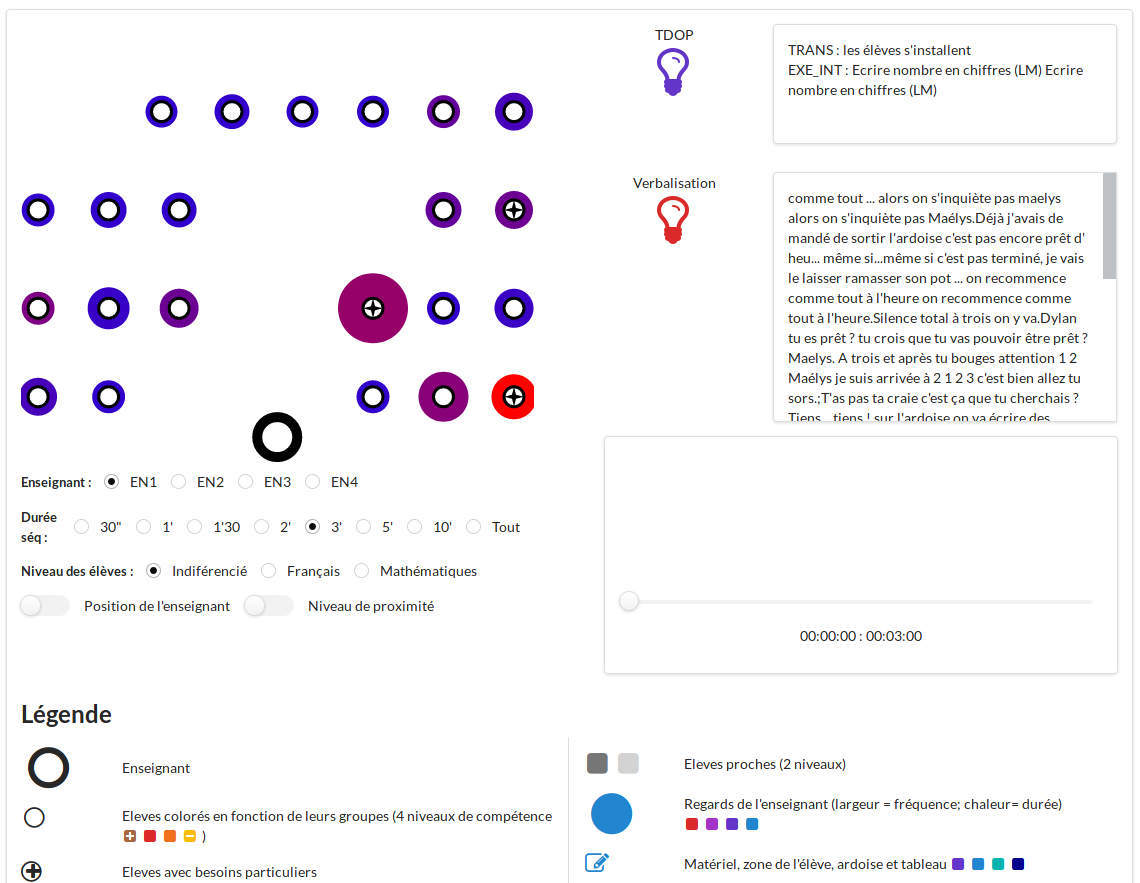 TDOP
TRANS : les élèves s'installent
EXE_INT : Ecrire nombre en chiffres (LM) Ecrire
nombre en chiffres (LM)
Verbalisation
comme tout ... alors on s'inquiète pas maelys
alors on s'inquiète pas Maélys.Déjà j'avais de
mandé de sortir l'ardoise c'est pas encore prêt d'
heu... même si...même si c'est pas terminé, je vais
le laisser ramasser son pot ... on recommence
comme tout à l'heure on recommence comme
tout à l'heure.Silence total à trois on y va.Dylan
tu es prêt ? tu crois que tu vas pouvoir être prêt ?
Maelys. A trois et après tu bouges attention 1 2
Maélys je suis arrivée à 2 1 2 3 c'est bien allez tu
sors.;T'as pas ta craie c'est ça que tu cherchais ?
Tiens... tiens ! sur l'ardoise on va écrire des
Enseignant : EN1 EN2 EN3 EN4
Durée
séq : 30" 1' 1'30 2' 3' 5' 10' Tout
Niveau des élèves : Indiférencié Français Mathématiques
Position de l'enseignant Niveau de proximité
00:00:00 : 00:03:00
Légende
Enseignant
Eleves colorés en fonction de leurs groupes (4 niveaux de compétence
)
Eleves avec besoins particuliers
Eleves proches (2 niveaux)
Regards de l'enseignant (largeur = fréquence; chaleur= durée)
Matériel, zone de l'élève, ardoise et tableau